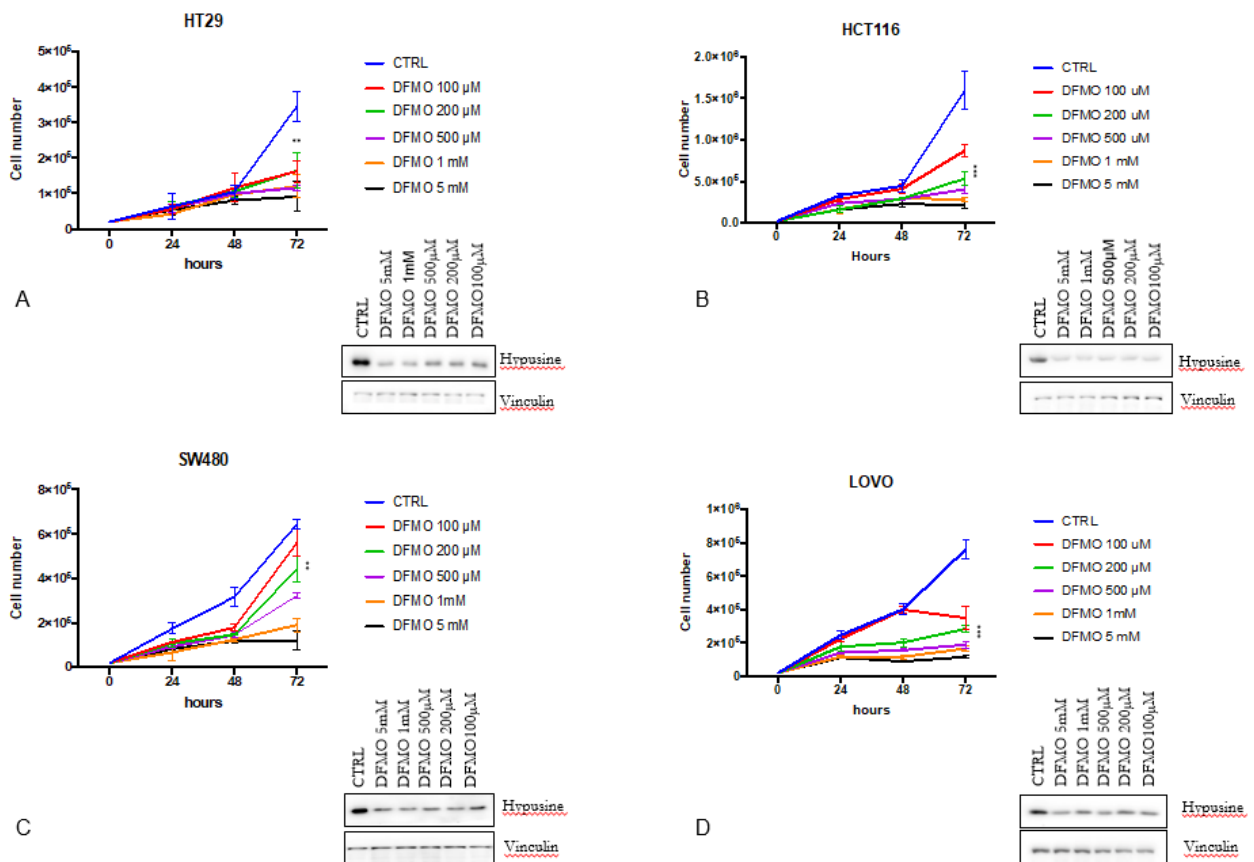 HT29
5×10⁵
4×10⁵
3×10⁵
2×10⁵
1×10⁵
0
Cell number
0 24 48 72
hours
**
CTRL
DFMO 100 µM
DFMO 200 µM
DFMO 500 µM
DFMO 1 mM
DFMO 5 mM
A
CTRL
DFMO 5mM
DFMO 1mM
DFMO 500µM
DFMO 200µM
DFMO100µM
Hypusine
Vinculin
HCT116
2.0×10⁶
1.5×10⁶
1.0×10⁶
5.0×10⁵
0
Cell number
0 24 48 72
Hours
***
CTRL
DFMO 100 uM
DFMO 200 uM
DFMO 500 uM
DFMO 1 mM
DFMO 5 mM
B
CTRL
DFMO 5mM
DFMO 1mM
DFMO 500µM
DFMO 200µM
DFMO100µM
Hypusine
Vinculin
SW480
8×10⁵
6×10⁵
4×10⁵
2×10⁵
0
Cell number
0 24 48 72
hours
**
CTRL
DFMO 100 µM
DFMO 200 µM
DFMO 500 µM
DFMO 1mM
DFMO 5 mM
C
CTRL
DFMO 5mM
DFMO 1mM
DFMO 500µM
DFMO 200µM
DFMO100µM
Hypusine
Vinculin
LOVO
1×10⁶
8×10⁵
6×10⁵
4×10⁵
2×10⁵
0
Cell number
0 24 48 72
Hours
***
CTRL
DFMO 100 uM
DFMO 200 µM
DFMO 500 µM
DFMO 1mM
DFMO 5 mM
D
CTRL
DFMO 5mM
DFMO 1mM
DFMO 500µM
DFMO 200µM
DFMO100µM
Hypusine
Vinculin